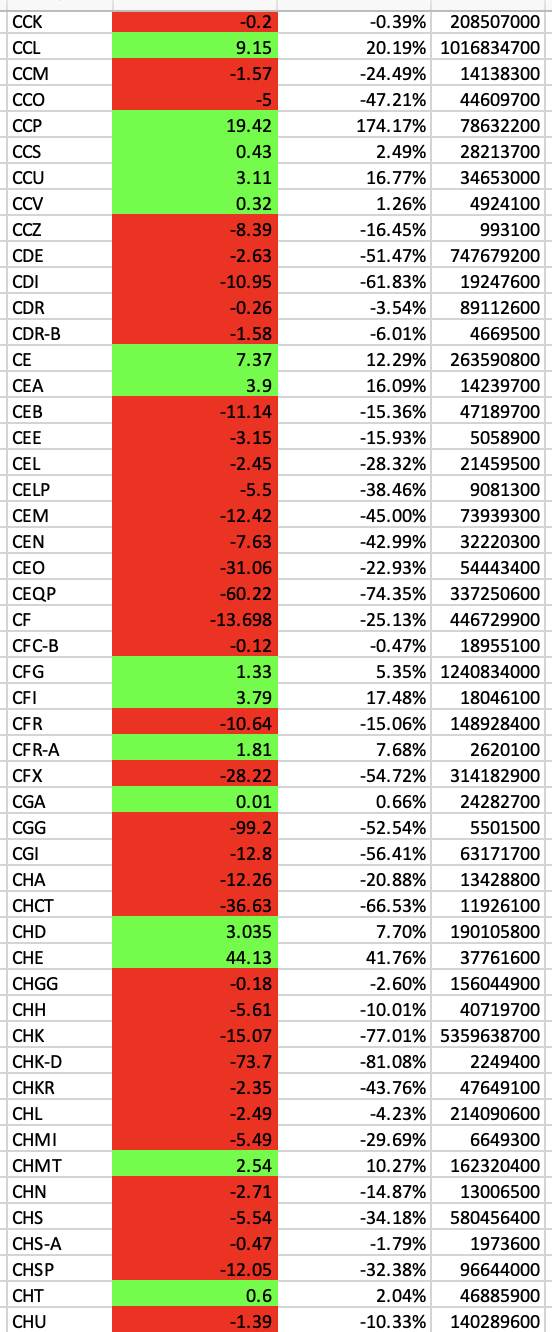 CCK -0.2 -0.39% 208507000
CCL 9.15 20.19% 1016834700
CCM -1.57 -24.49% 14138300
CCO -5 -47.21% 44609700
CCP 19.42 174.17% 78632200
CCS 0.43 2.49% 28213700
CCU 3.11 16.77% 34653000
CCV 0.32 1.26% 4924100
CCZ -8.39 -16.45% 993100
CDE -2.63 -51.47% 747679200
CDI -10.95 -61.83% 19247600
CDR -0.26 -3.54% 89112600
CDR-B -1.58 -6.01% 4669500
CE 7.37 12.29% 263590800
CEA 3.9 16.09% 14239700
CEB -11.14 -15.36% 47189700
CEE -3.15 -15.93% 5058900
CEL -2.45 -28.32% 21459500
CELP -5.5 -38.46% 9081300
CEM -12.42 -45.00% 73939300
CEN -7.63 -42.99% 32220300
CEO -31.06 -22.93% 54443400
CEQP -60.22 -74.35% 337250600
CF -13.698 -25.13% 446729900
CFC-B -0.12 -0.47% 18955100
CFG 1.33 5.35% 1240834000
CFI 3.79 17.48% 18046100
CFR -10.64 -15.06% 148928400
CFR-A 1.81 7.68% 2620100
CFX -28.22 -54.72% 314182900
CGA 0.01 0.66% 24282700
CGG -99.2 -52.54% 5501500
CGI -12.8 -56.41% 63171700
CHA -12.26 -20.88% 13428800
CHCT -36.63 -66.53% 11926100
CHD 3.035 7.70% 190105800
CHE 44.13 41.76% 37761600
CHGG -0.18 -2.60% 156044900
CHH -5.61 -10.01% 40719700
CHK -15.07 -77.01% 5359638700
CHK-D -73.7 -81.08% 2249400
CHKR -2.35 -43.76% 47649100
CHL -2.49 -4.23% 214090600
CHMI -5.49 -29.69% 6649300
CHMT 2.54 10.27% 162320400
CHN -2.71 -14.87% 13006500
CHS -5.54 -34.18% 580456400
CHS-A -0.47 -1.79% 1973600
CHSP -12.05 -32.38% 96644000
CHT 0.6 2.04% 46885900
CHU -1.39 -10.33% 140289600